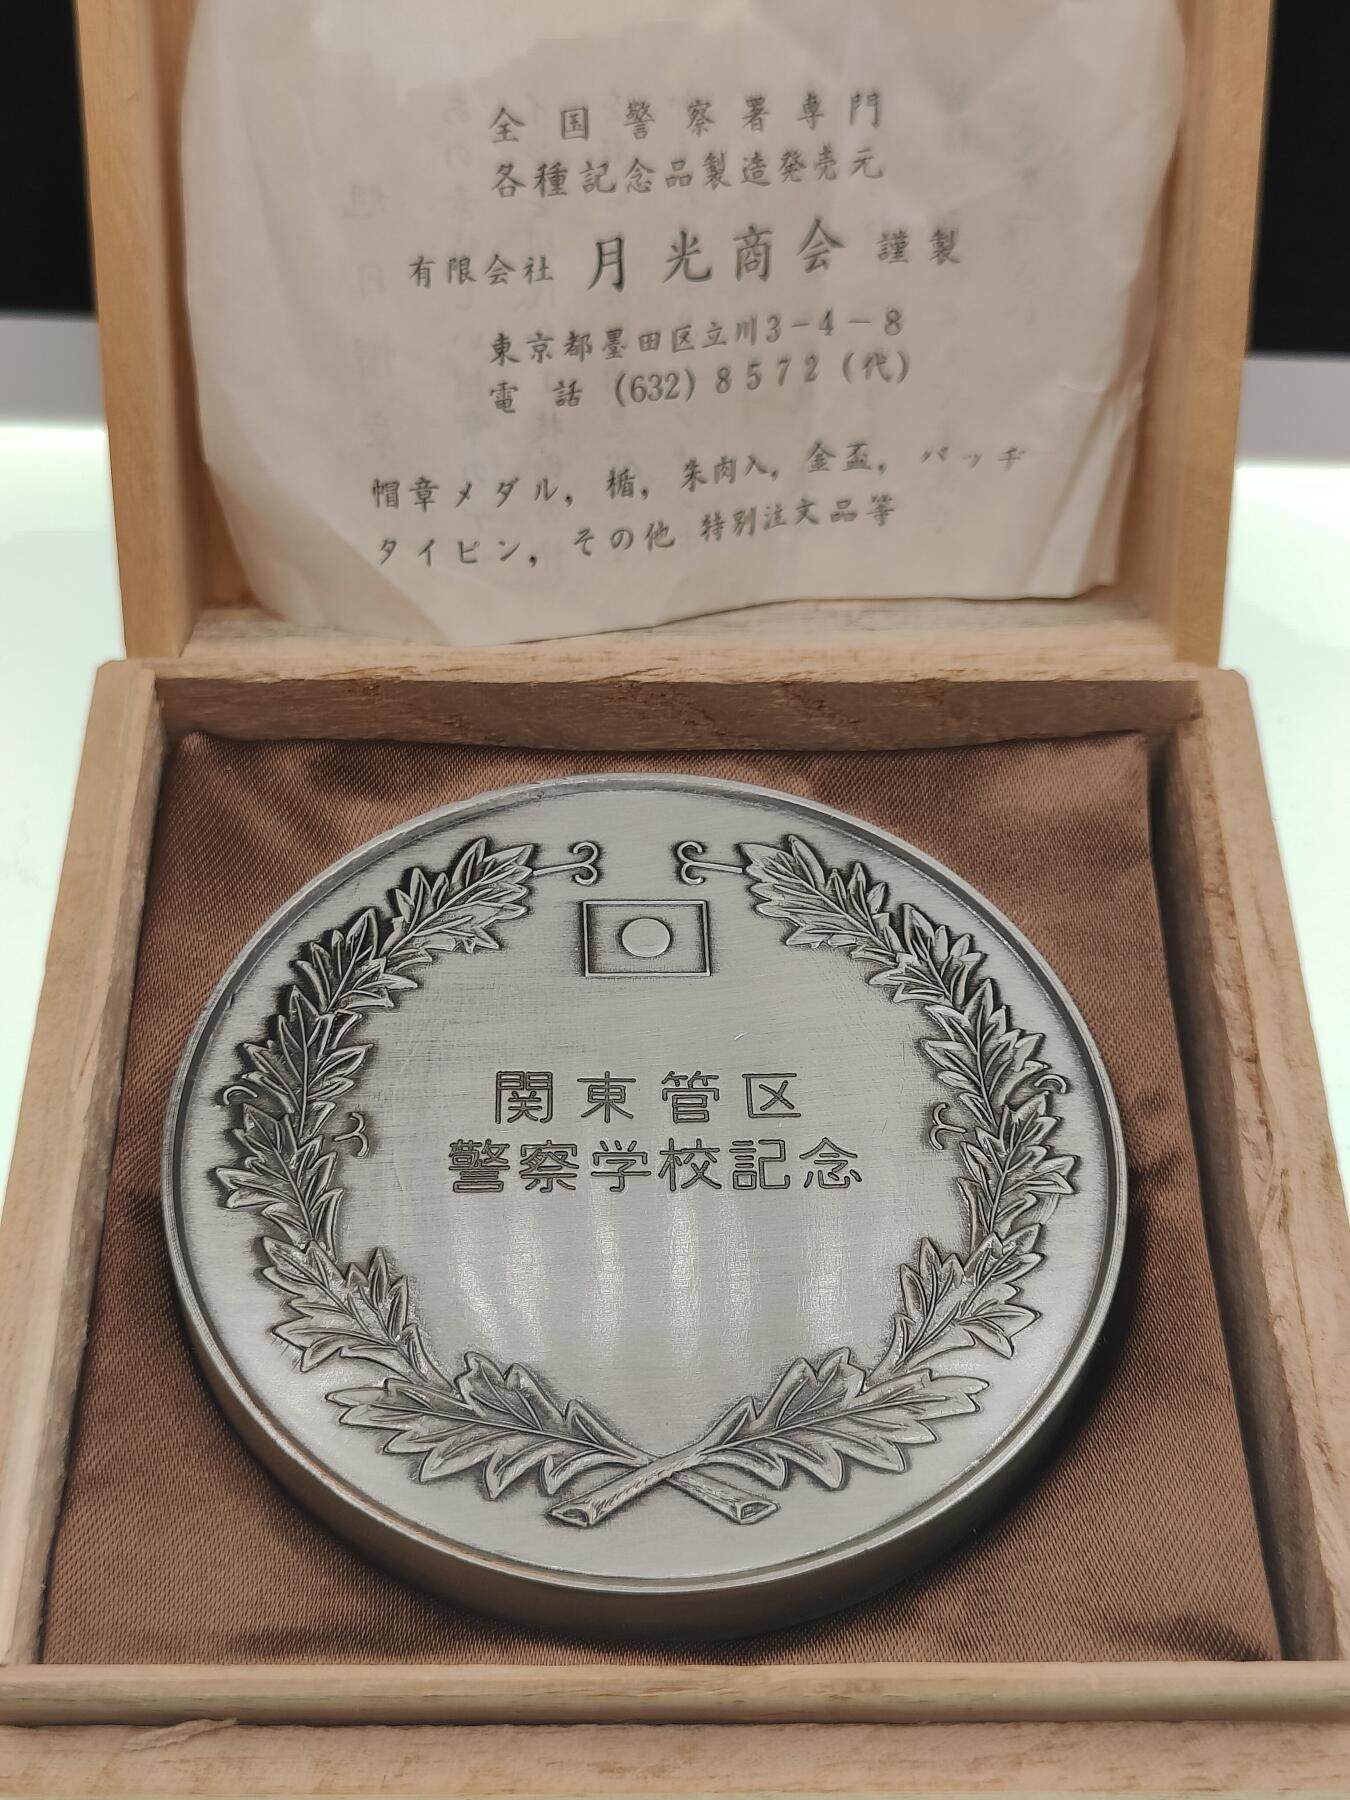 全国警察署専門
各種記念品製造発売元
有限会社 月光商会 謹製
東京都墨田区立川3-4-8
電話 (632) 8572 (代)
帽章メダル, 楯, 朱肉入, 金盃, バッヂ
タイピン, その他 特別注文品等
関東管区
警察学校記念